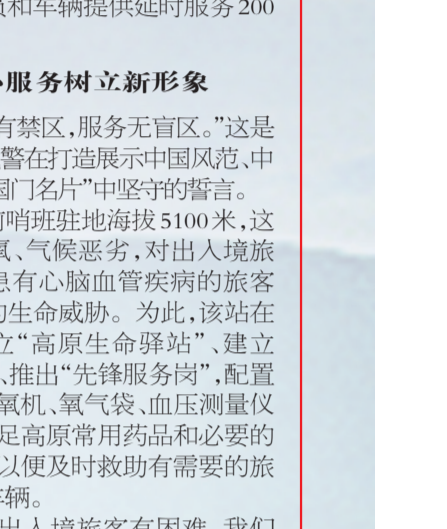 和车辆提供延时服务200
服务树立新形象
有禁区,服务无盲区。”这是
警在打造展示中国风范、中
国门名片”中坚守的誓言。
前哨班驻地海拔5100米,这
氧、气候恶劣,对出入境旅
患有心脑血管疾病的旅客
的生命威胁。为此,该站在
立“高原生命驿站”、建立
、推出“先锋服务岗”,配置
氧机、氧气袋、血压测量仪
足高原常用药品和必要的
以便及时救助有需要的旅
车辆。
出入境旅客有困难,我们